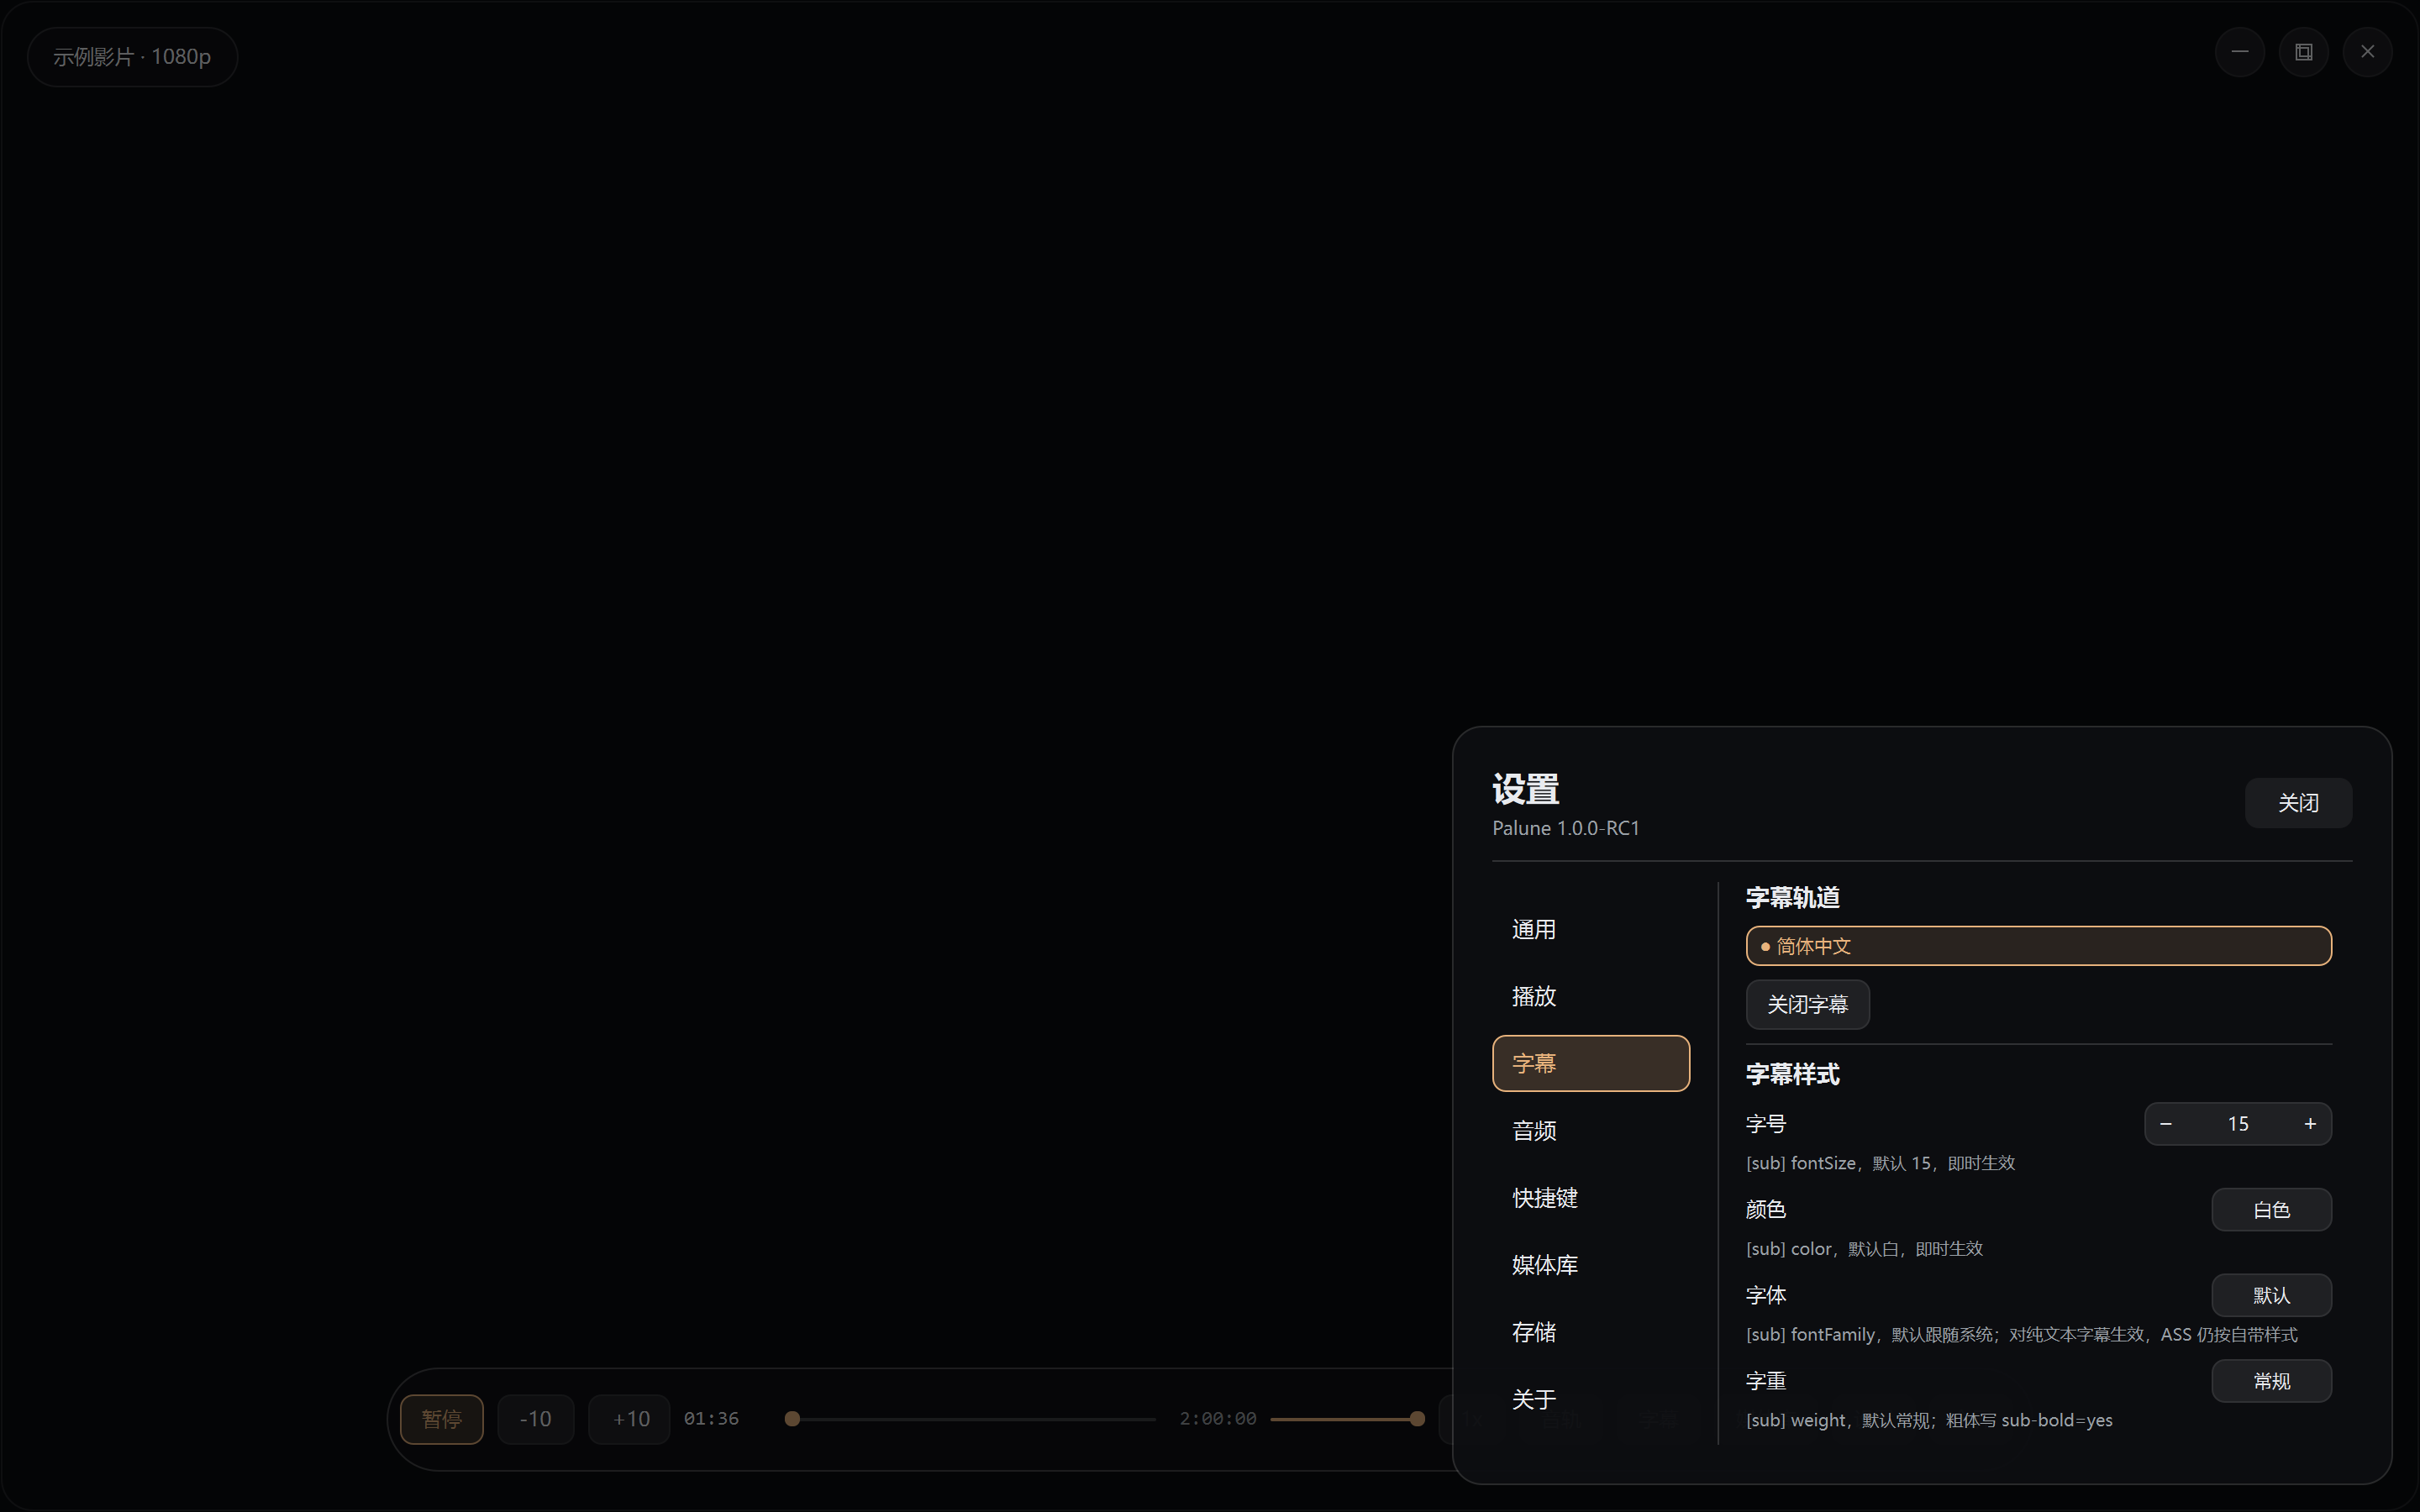 示例影片 · 1080p
设置
Palune 1.0.0-RC1
关闭
通用
播放
字幕
音频
快捷键
媒体库
存储
关于
字幕轨道
简体中文
关闭字幕
字幕样式
字号
− 15 +
[sub] fontSize，默认 15，即时生效
颜色
白色
[sub] color，默认白，即时生效
字体
默认
[sub] fontFamily，默认跟随系统；对纯文本字幕生效，ASS 仍按自带样式
字重
常规
[sub] weight，默认常规；粗体写 sub-bold=yes
暂停 -10 +10 01:36 2:00:00